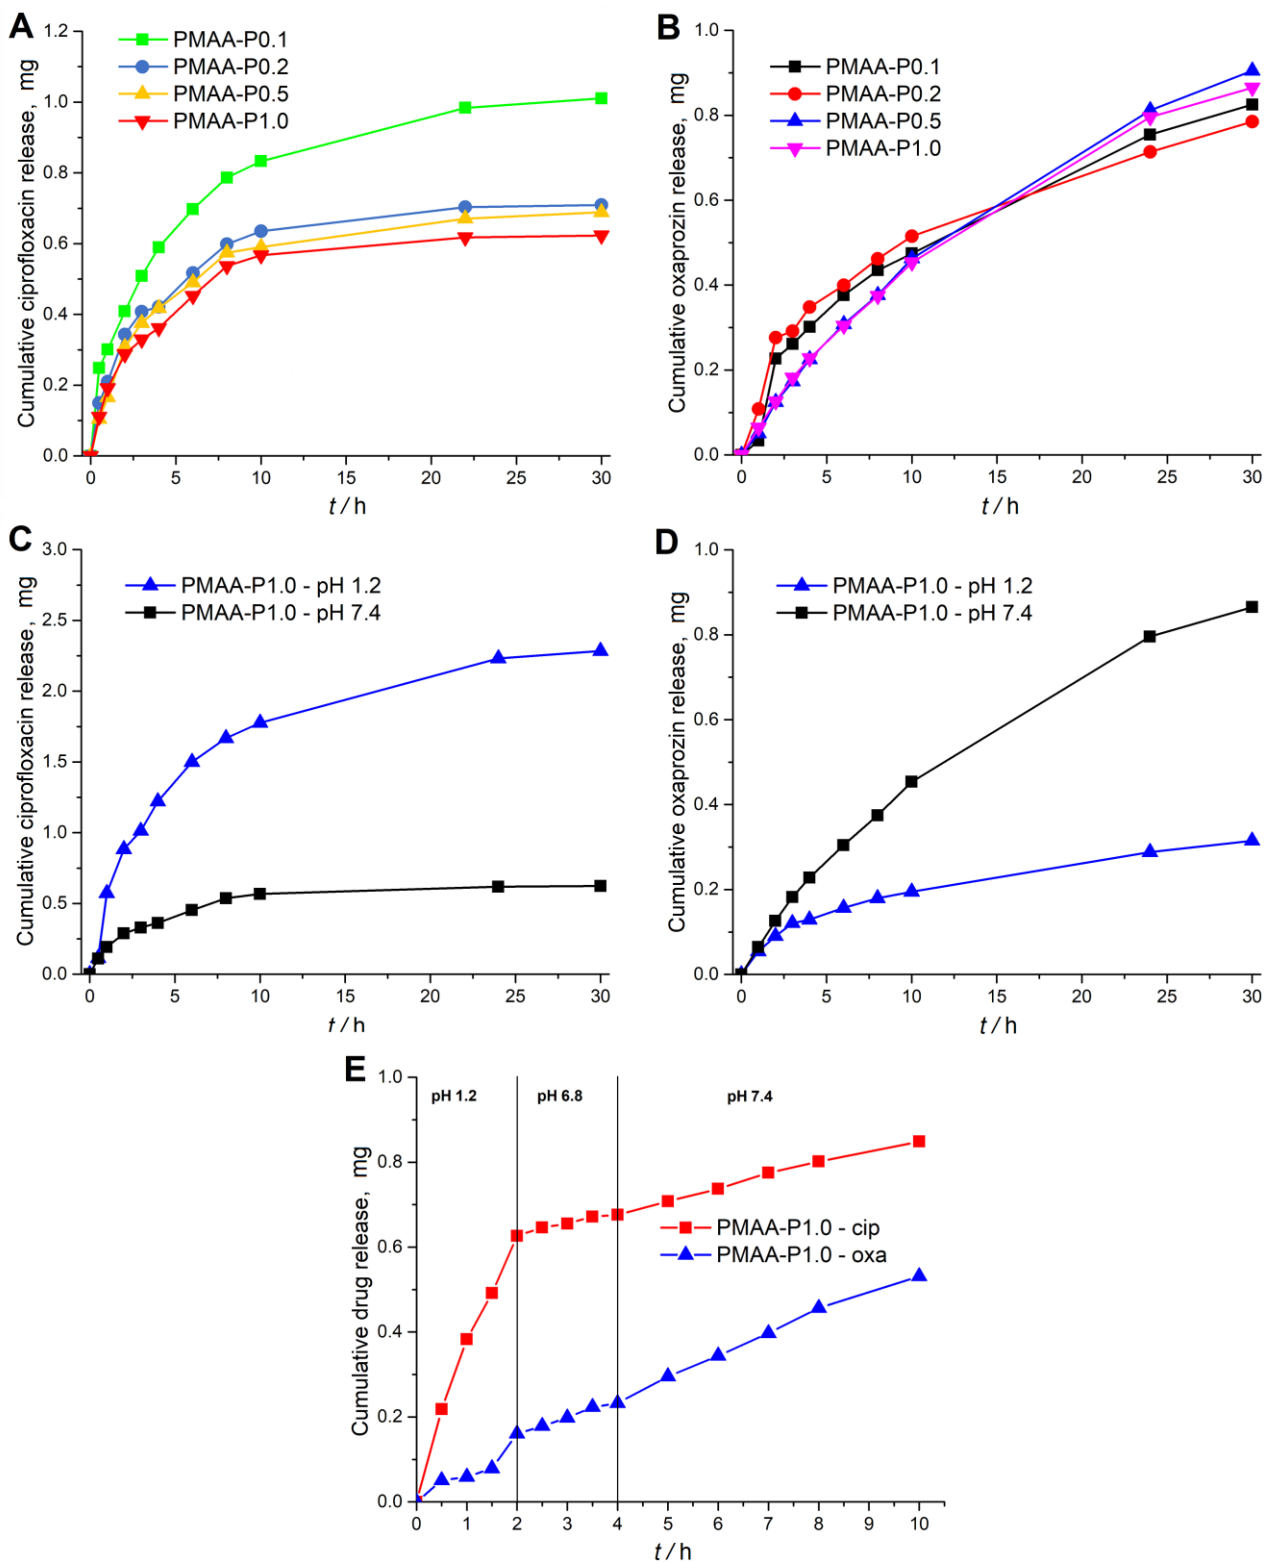 A
Cumulative ciprofloxacin release, mg
1.2
1.0
0.8
0.6
0.4
0.2
0.0
PMAA-P0.1
PMAA-P0.2
PMAA-P0.5
PMAA-P1.0
0 5 10 15 20 25 30
t / h
B
Cumulative oxaprozin release, mg
1.0
0.8
0.6
0.4
0.2
0.0
PMAA-P0.1
PMAA-P0.2
PMAA-P0.5
PMAA-P1.0
0 5 10 15 20 25 30
t / h
C
Cumulative ciprofloxacin release, mg
3.0
2.5
2.0
1.5
1.0
0.5
0.0
PMAA-P1.0 - pH 1.2
PMAA-P1.0 - pH 7.4
0 5 10 15 20 25 30
t / h
D
Cumulative oxaprozin release, mg
1.0
0.8
0.6
0.4
0.2
0.0
PMAA-P1.0 - pH 1.2
PMAA-P1.0 - pH 7.4
0 5 10 15 20 25 30
t / h
E
Cumulative drug release, mg
1.0
0.8
0.6
0.4
0.2
0.0
pH 1.2 pH 6.8 pH 7.4
PMAA-P1.0 - cip
PMAA-P1.0 - oxa
0 1 2 3 4 5 6 7 8 9 10
t / h